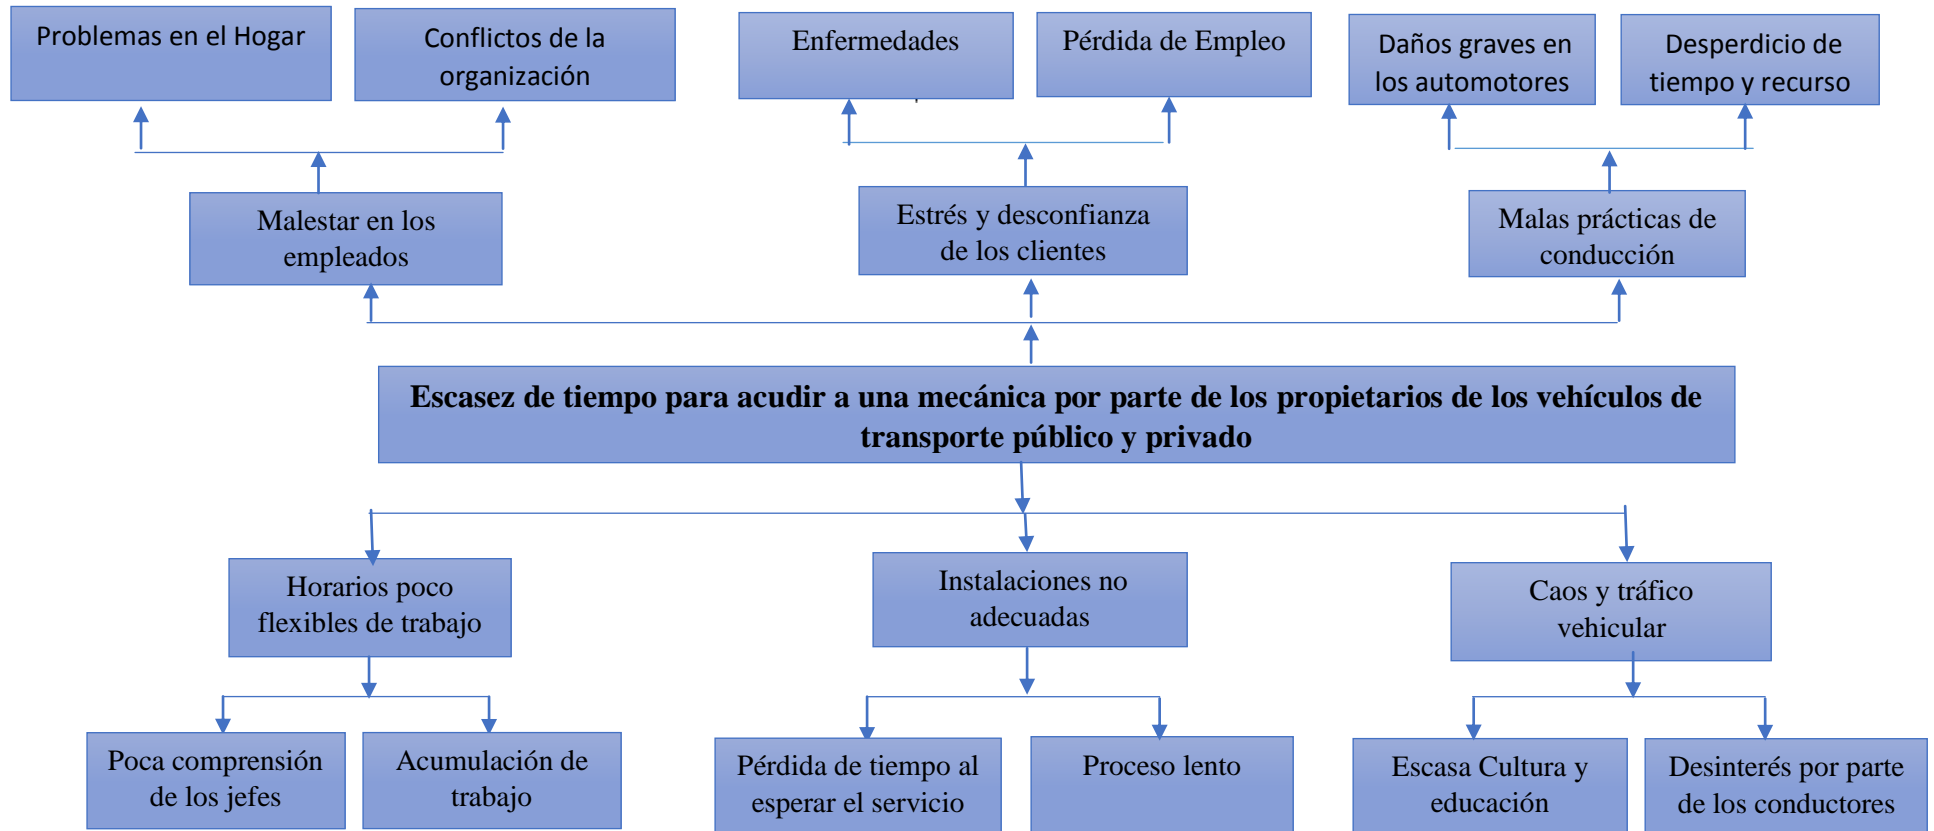 Problemas en el Hogar
Conflictos de la
organización
Enfermedades
Pérdida de Empleo
Daños graves en
los automotores
Desperdicio de
tiempo y recurso
Malestar en los
empleados
Estrés y desconfianza
de los clientes
Malas prácticas de
conducción
Escasez de tiempo para acudir a una mecánica por parte de los propietarios de los vehículos de
transporte público y privado
Horarios poco
flexibles de trabajo
Instalaciones no
adecuadas
Caos y tráfico
vehicular
Poca comprensión
de los jefes
Acumulación de
trabajo
Pérdida de tiempo al
esperar el servicio
Proceso lento
Escasa Cultura y
educación
Desinterés por parte
de los conductores